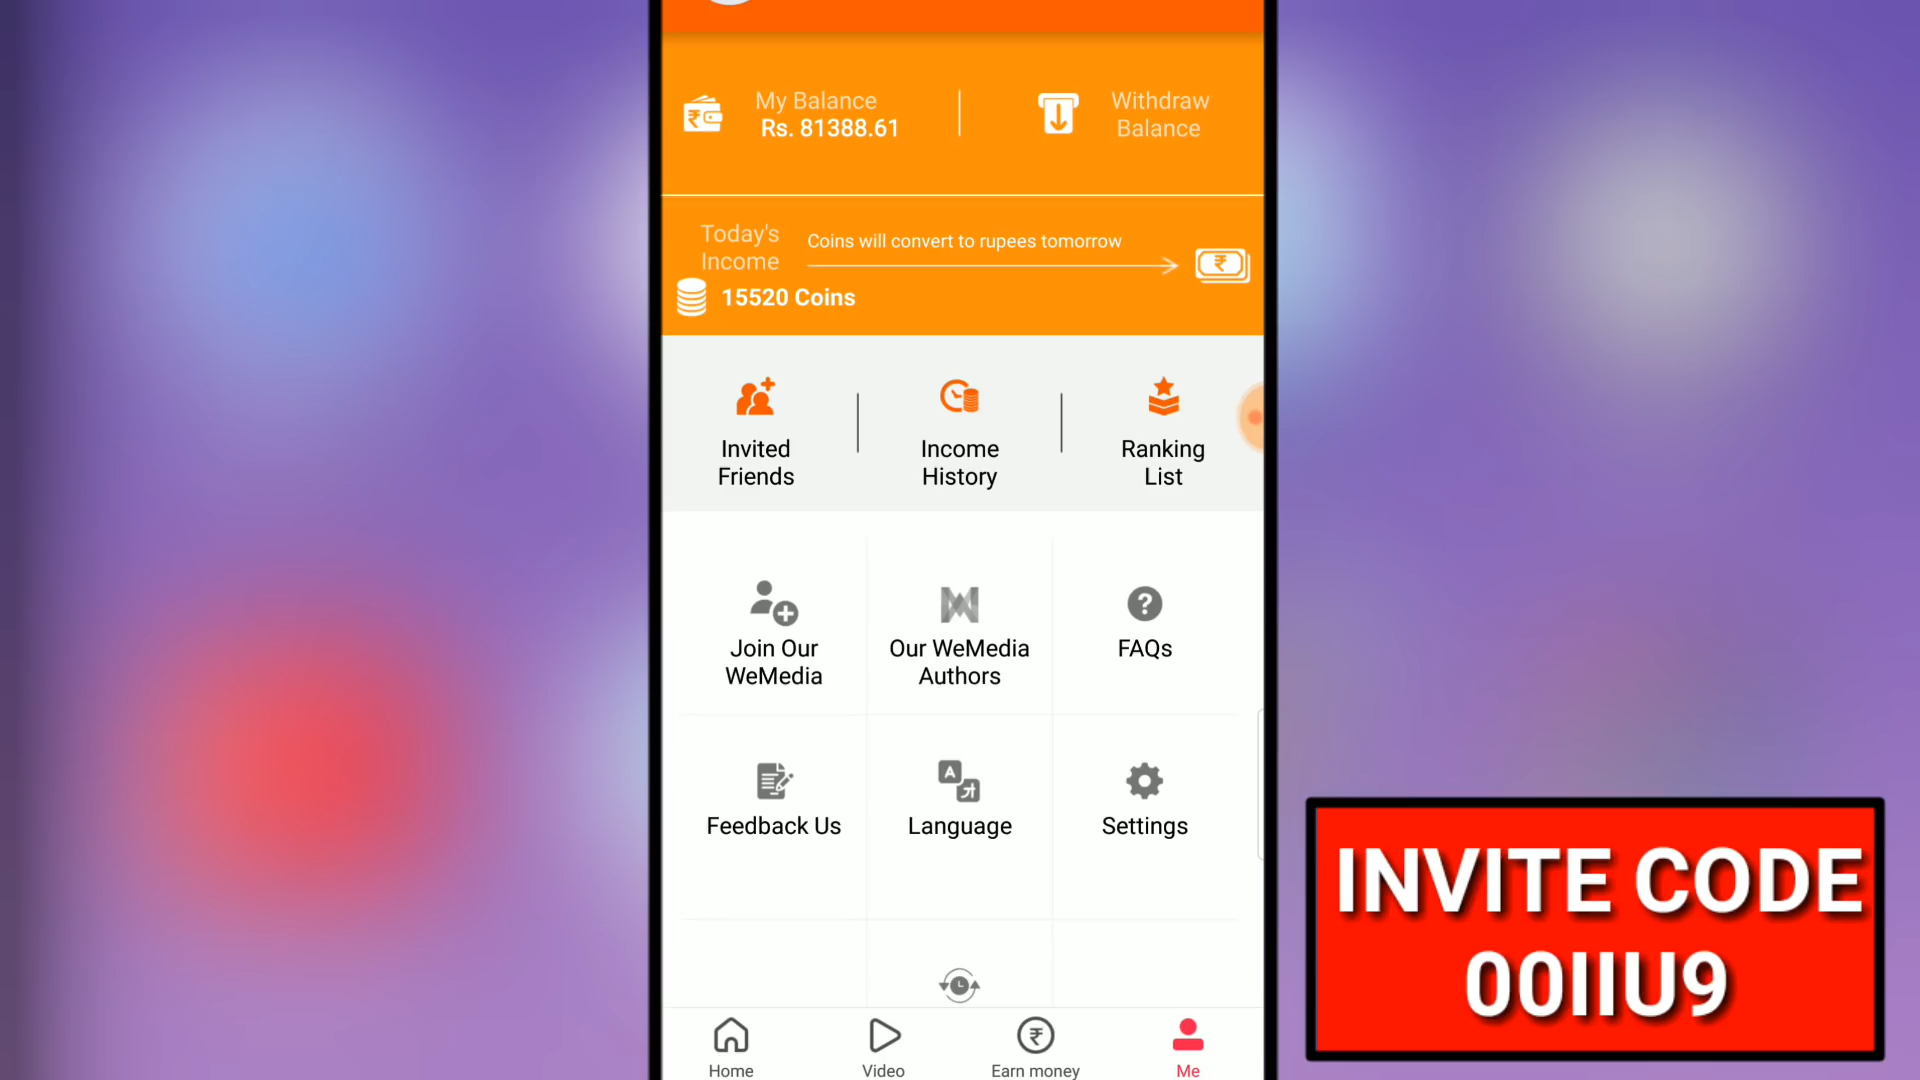 My Balance
Rs. 81388.61
Withdraw
Balance
Today's
Income
Coins will convert to rupees tomorrow
15520 Coins
Invited
Friends
Income
History
Ranking
List
Join Our
WeMedia
Our WeMedia
Authors
FAQs
Feedback Us
Language
Settings
Home
Video
Earn money
Me
INVITE CODE
00IIU9